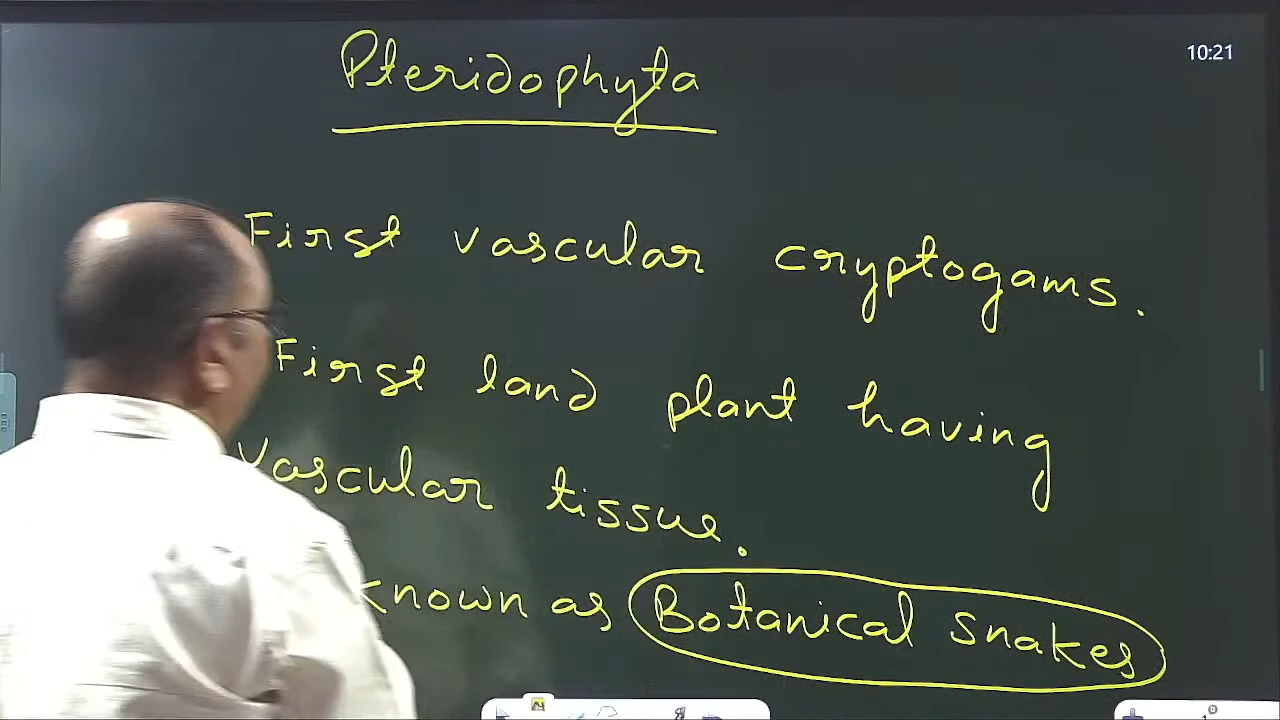 Pteridophyta
10:21
First vascular cryptogams.
First land plant having
vascular tissue.
known as Botanical snakes